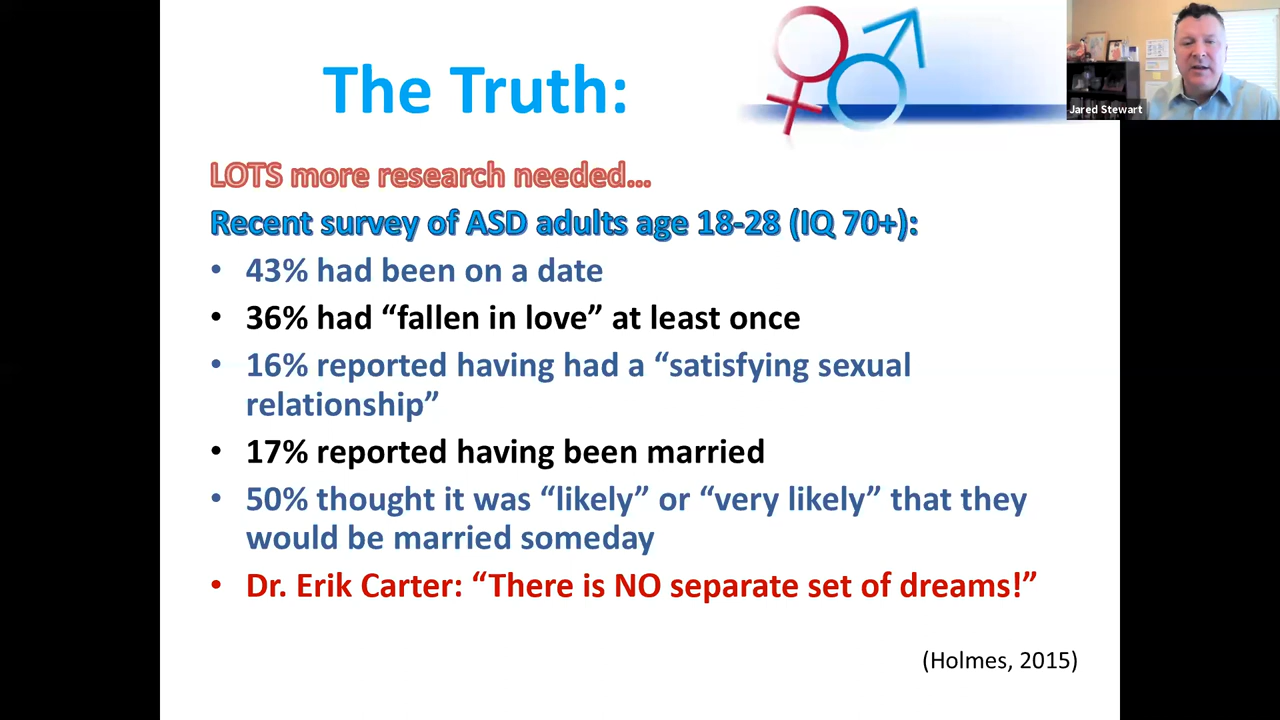 The Truth:
Jared Stewart
LOTS more research needed...
Recent survey of ASD adults age 18-28 (IQ 70+):
• 43% had been on a date
• 36% had “fallen in love” at least once
• 16% reported having had a “satisfying sexual
relationship”
• 17% reported having been married
• 50% thought it was “likely” or “very likely” that they
would be married someday
• Dr. Erik Carter: “There is NO separate set of dreams!”
(Holmes, 2015)